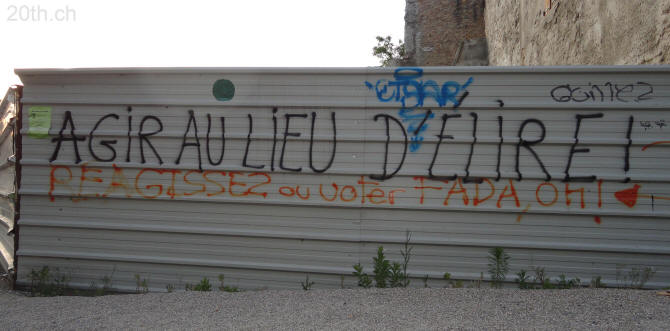 20th.ch
AGIR AU LIEU D'ÉLIRE !
REAGISSEZ ou voter FADA, OH !